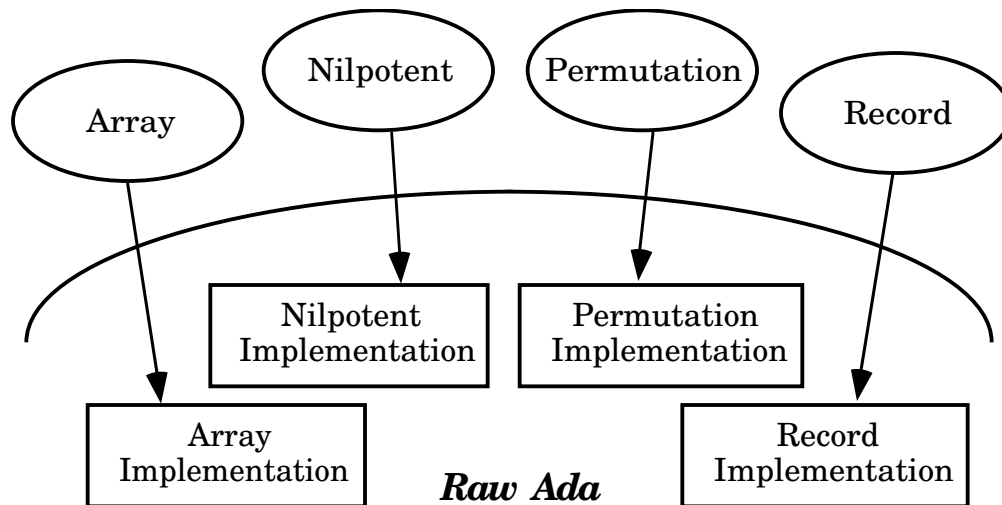 Nilpotent
Permutation
Array
Record
Nilpotent
Implementation
Permutation
Implementation
Array
Implementation
Record
Implementation
Raw Ada